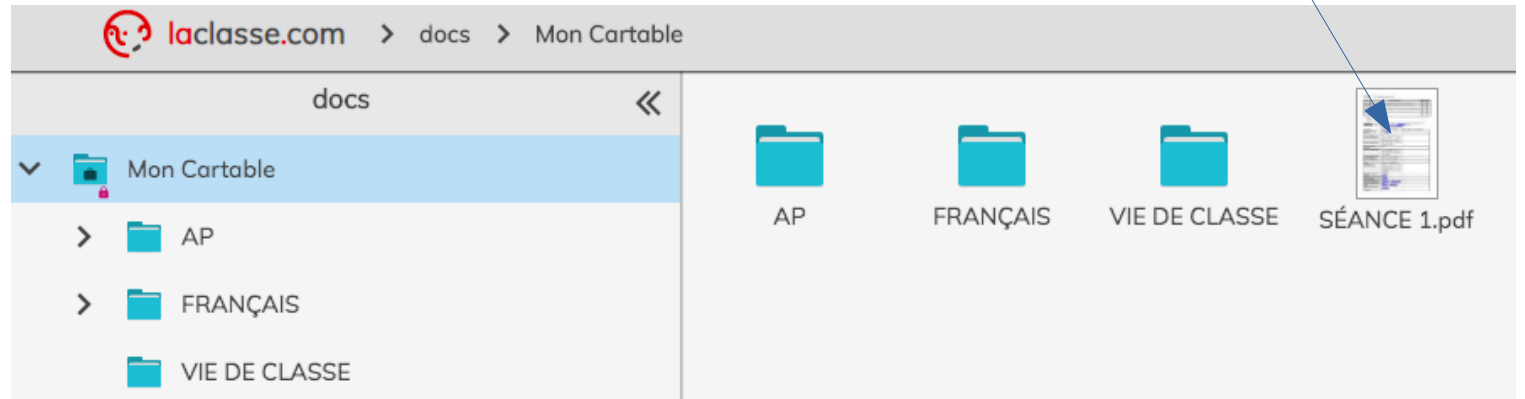 laclasse.com > docs > Mon Cartable
docs
Mon Cartable
AP
FRANÇAIS
VIE DE CLASSE
AP
FRANÇAIS
VIE DE CLASSE
SÉANCE 1.pdf